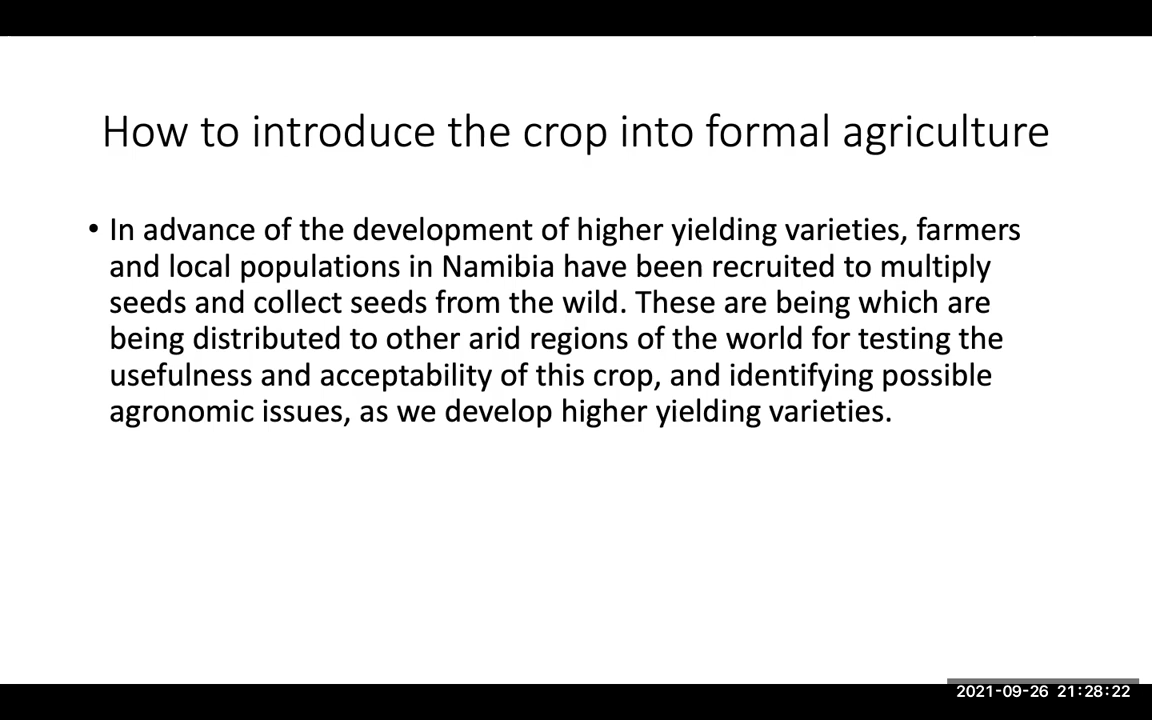 How to introduce the crop into formal agriculture
• In advance of the development of higher yielding varieties, farmers
and local populations in Namibia have been recruited to multiply
seeds and collect seeds from the wild. These are being which are
being distributed to other arid regions of the world for testing the
usefulness and acceptability of this crop, and identifying possible
agronomic issues, as we develop higher yielding varieties.
2021-09-26 21:28:22